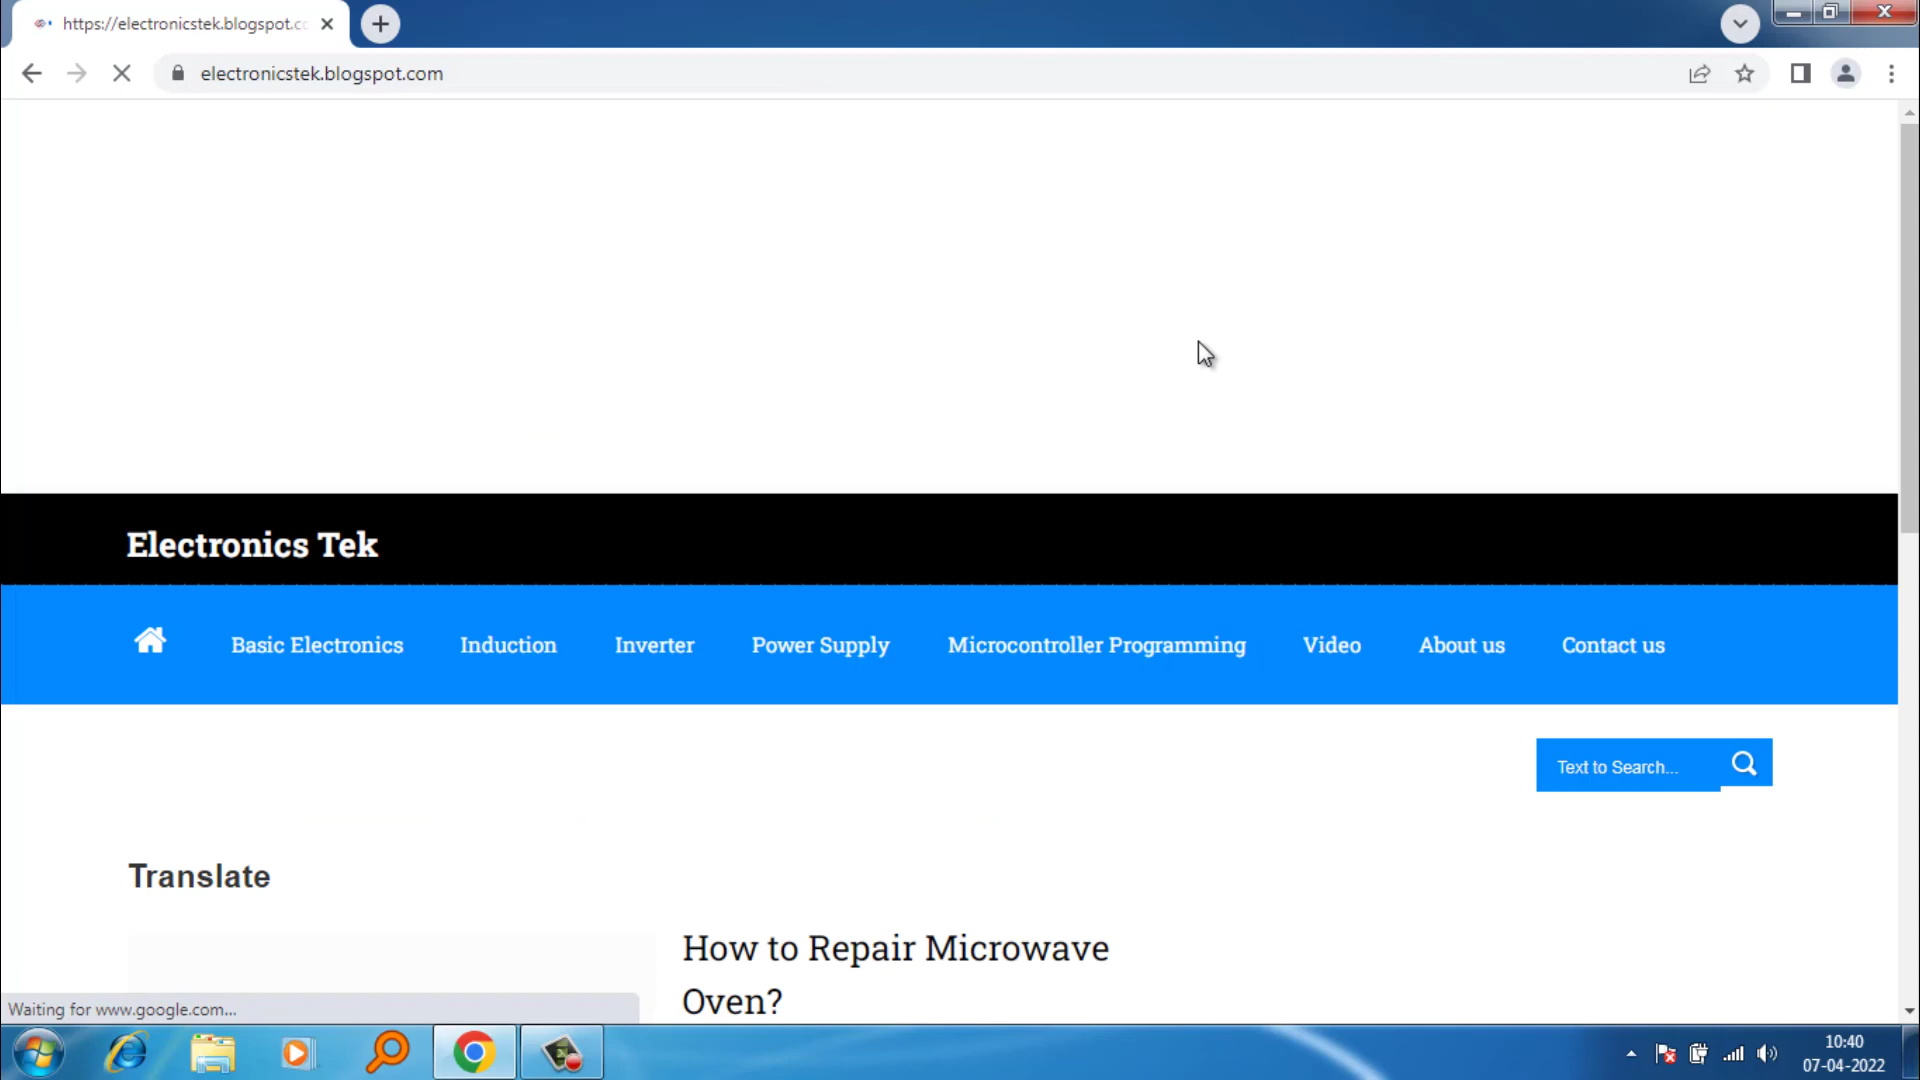 https://electronicstek.blogspot.c
electronicstek.blogspot.com
Electronics Tek
Basic Electronics
Induction
Inverter
Power Supply
Microcontroller Programming
Video
About us
Contact us
Text to Search...
Translate
How to Repair Microwave
Oven?
Waiting for www.google.com...
10:40
07-04-2022